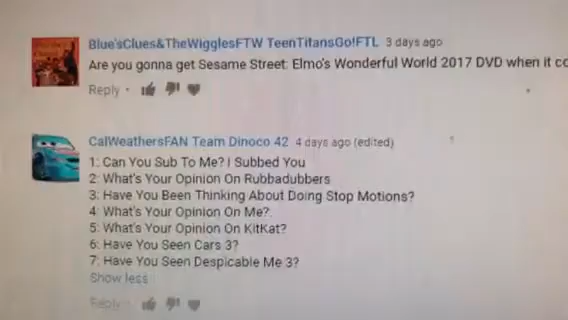 Blue'sClues&TheWigglesFTW TeenTitansGo!FTL 3 days ago
Are you gonna get Sesame Street: Elmo's Wonderful World 2017 DVD when it co
Reply
CalWeathersFAN Team Dinoco 42 4 days ago (edited)
1: Can You Sub To Me? I Subbed You
2: What's Your Opinion On Rubbadubbers
3: Have You Been Thinking About Doing Stop Motions?
4: What's Your Opinion On Me?
5: What's Your Opinion On KitKat?
6: Have You Seen Cars 3?
7: Have You Seen Despicable Me 3?
Show less
Reply